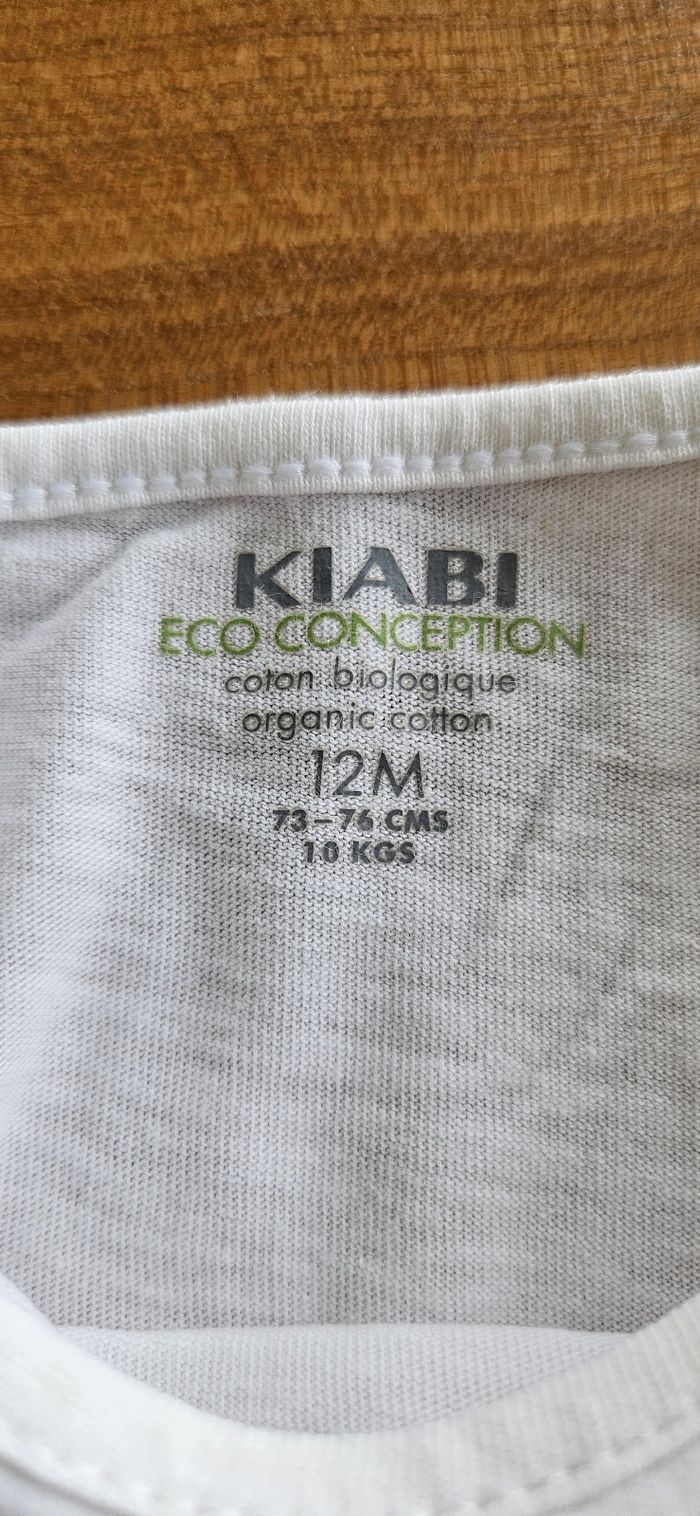 KIABI
ECO CONCEPTION
coton biologique
organic cotton
12M
73-76 CMS
10 KGS